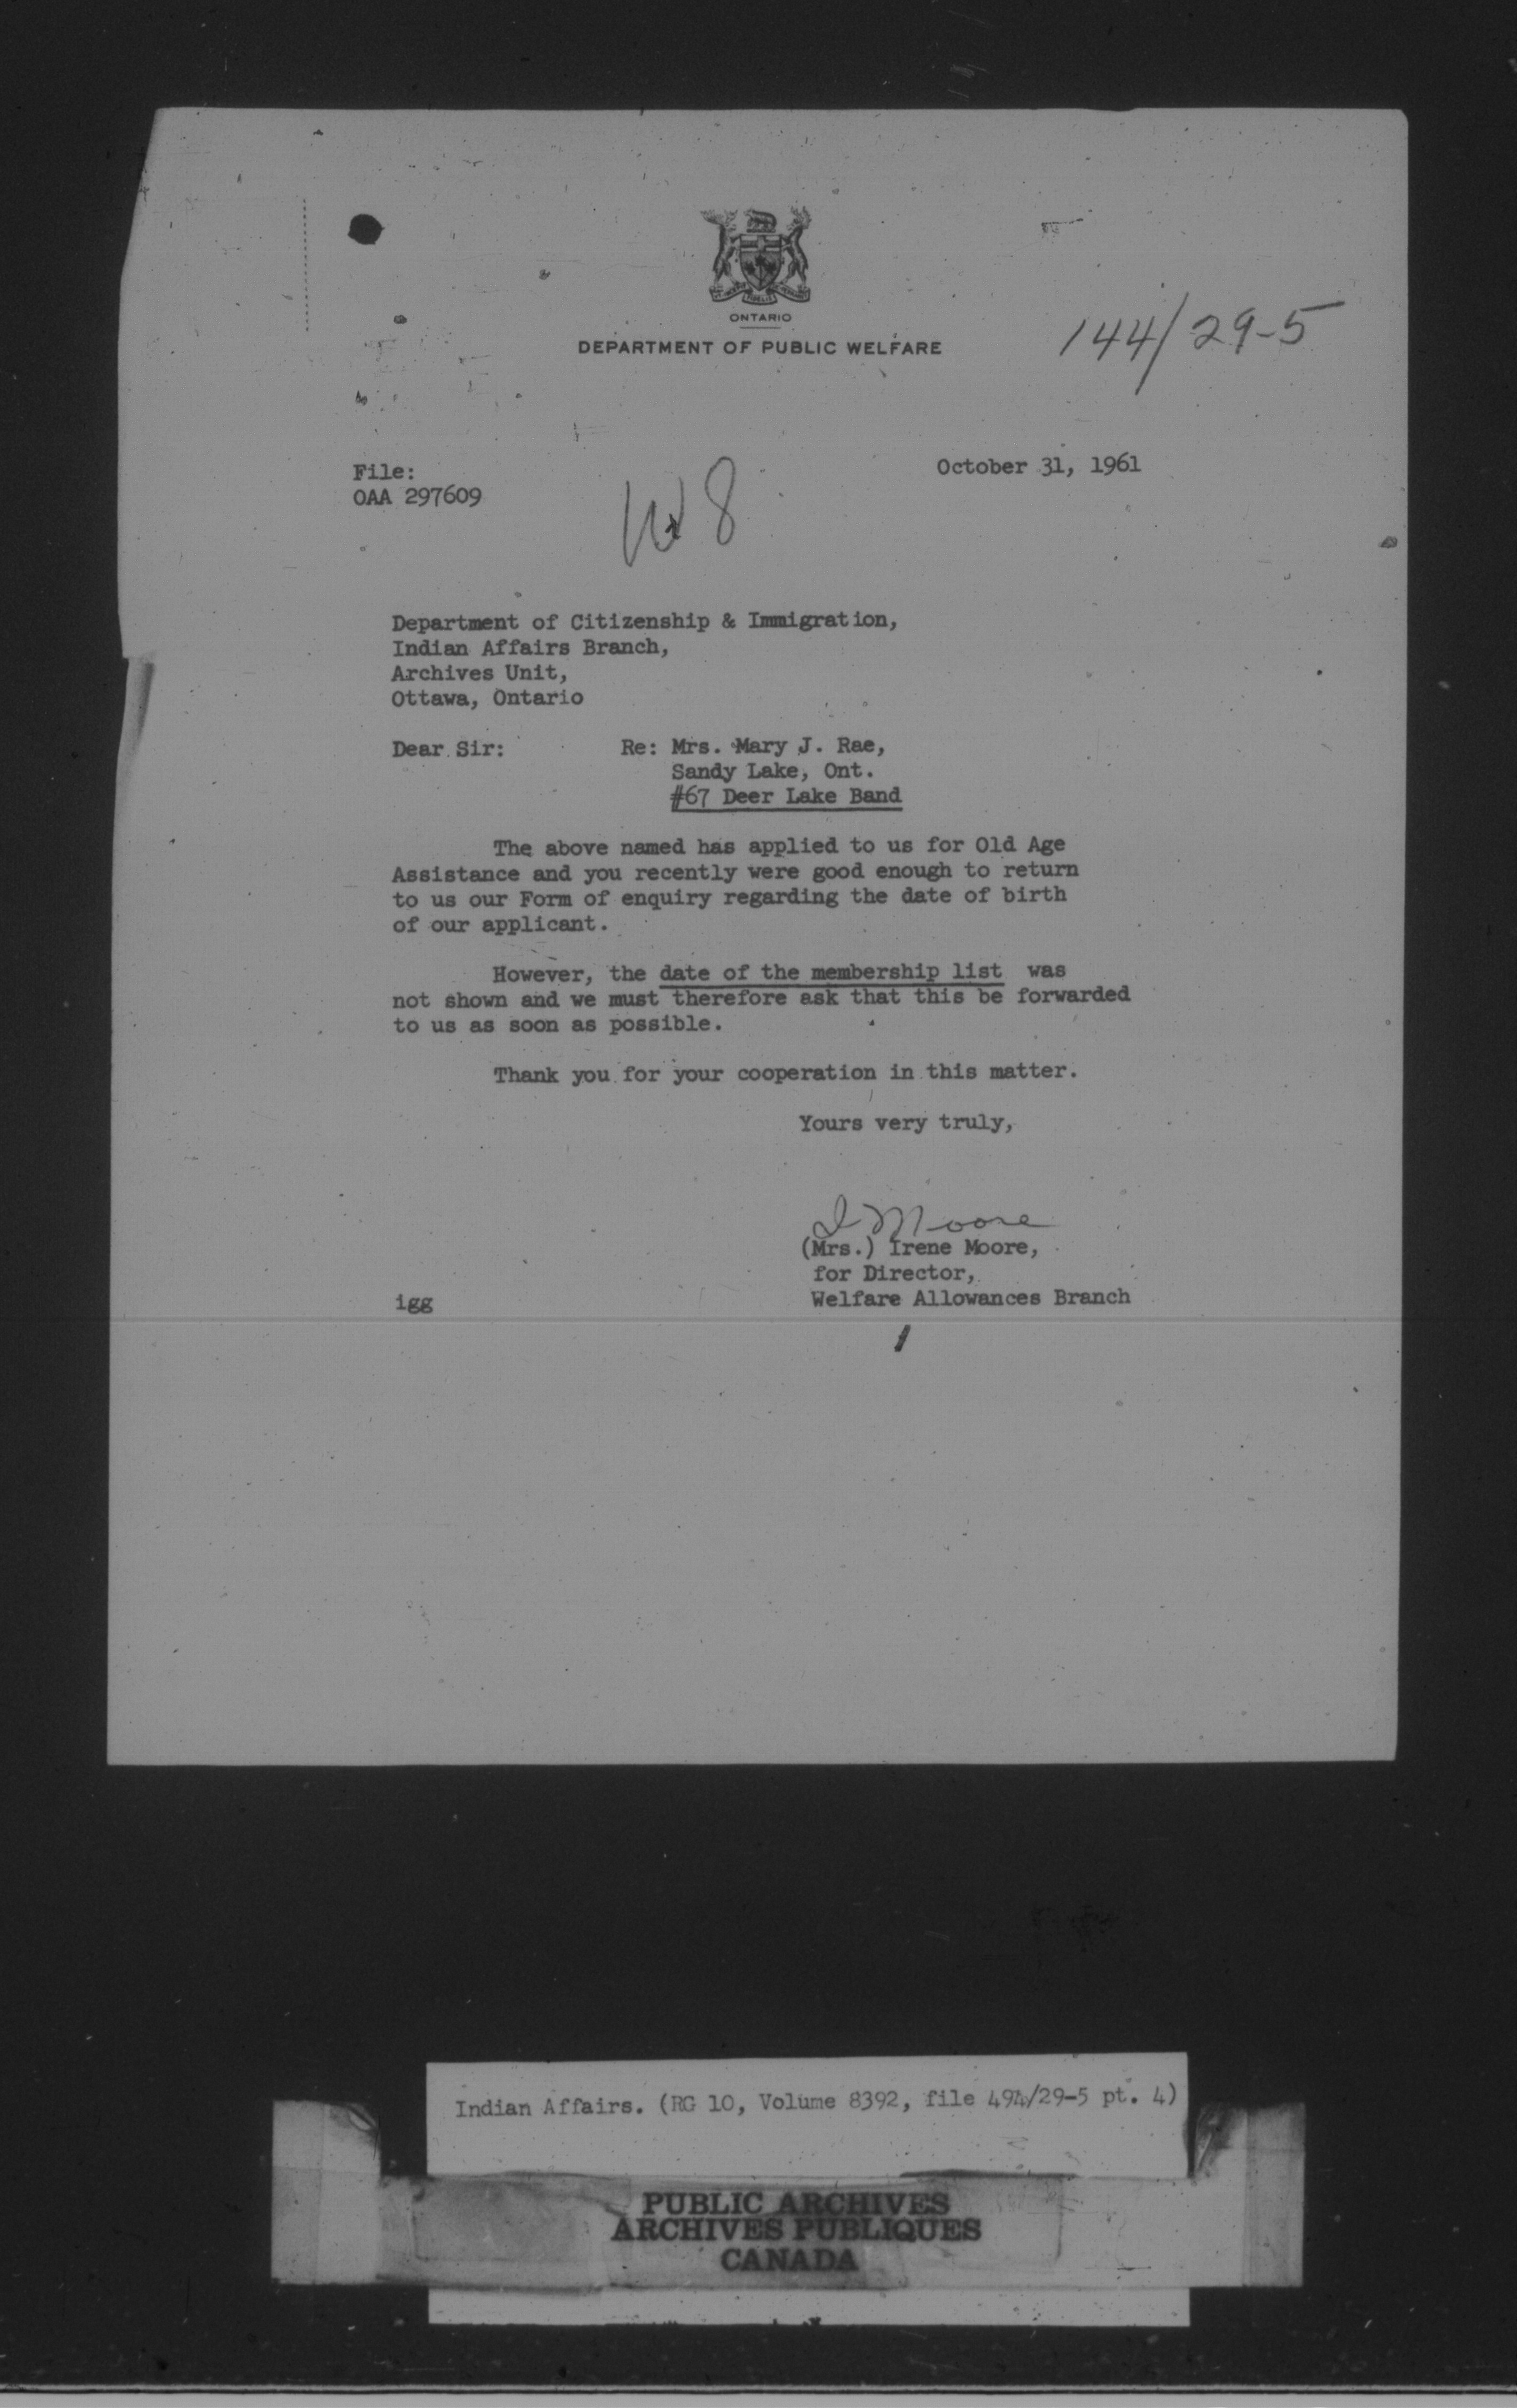 ONTARIO
DEPARTMENT OF PUBLIC WELFARE
144/29-5
File:
OAA 297609
October 31, 1961
W 8
Department of Citizenship & Immigration,
Indian Affairs Branch,
Archives Unit,
Ottawa, Ontario
Dear Sir: Re: Mrs. Mary J. Rae,
Sandy Lake, Ont.
#67 Deer Lake Band
The above named has applied to us for Old Age
Assistance and you recently were good enough to return
to us our Form of enquiry regarding the date of birth
of our applicant.
However, the date of the membership list was
not shown and we must therefore ask that this be forwarded
to us as soon as possible.
Thank you for your cooperation in this matter.
Yours very truly,
I Moore
(Mrs.) Irene Moore,
for Director,
Welfare Allowances Branch
igg
Indian Affairs. (RG 10, Volume 8392, file 494/29-5 pt. 4)
PUBLIC ARCHIVES
ARCHIVES PUBLIQUES
CANADA